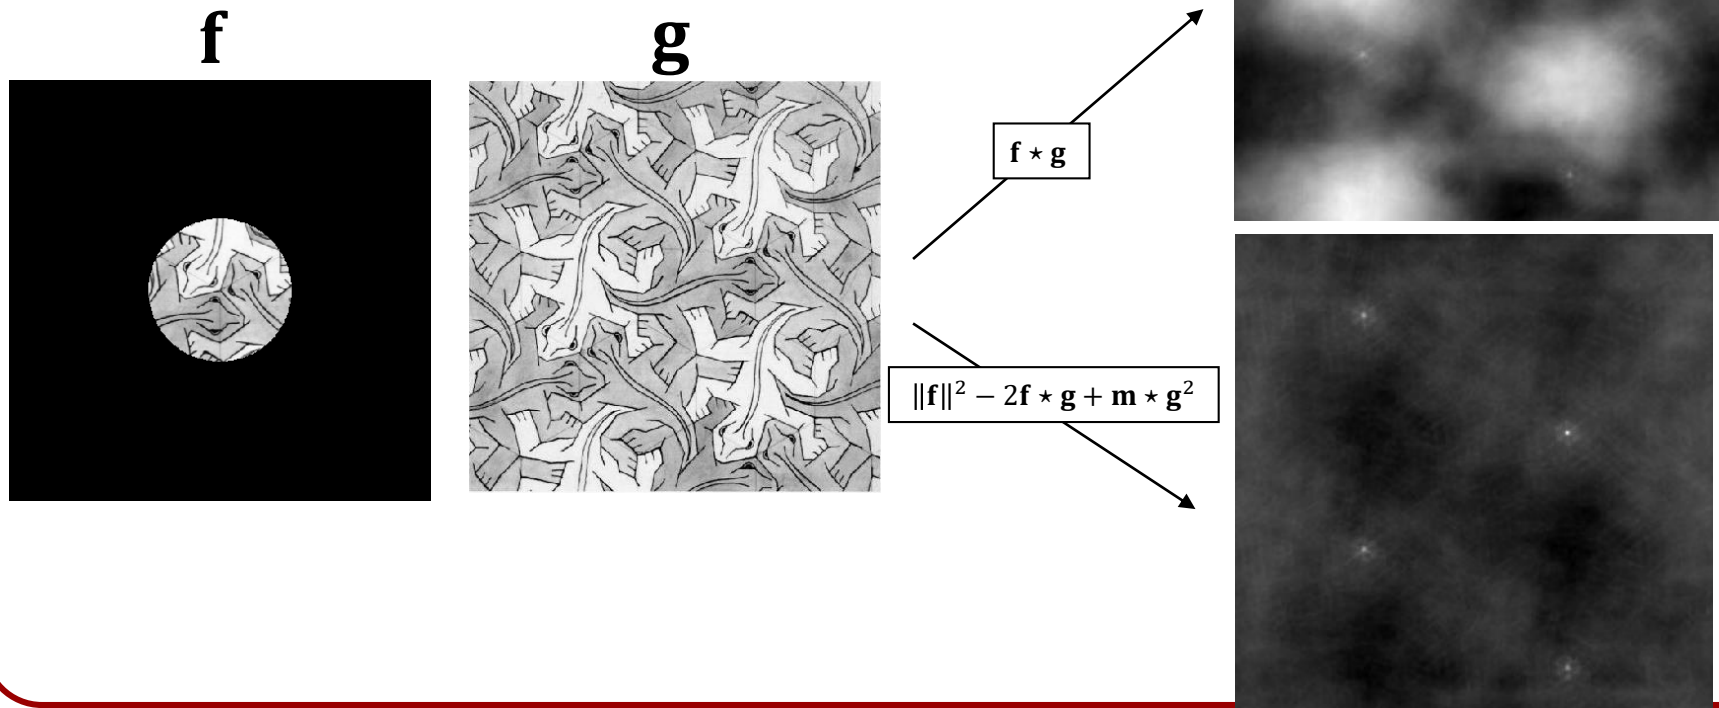 f
g
f ⋆ g
‖f‖² − 2f ⋆ g + m ⋆ g²